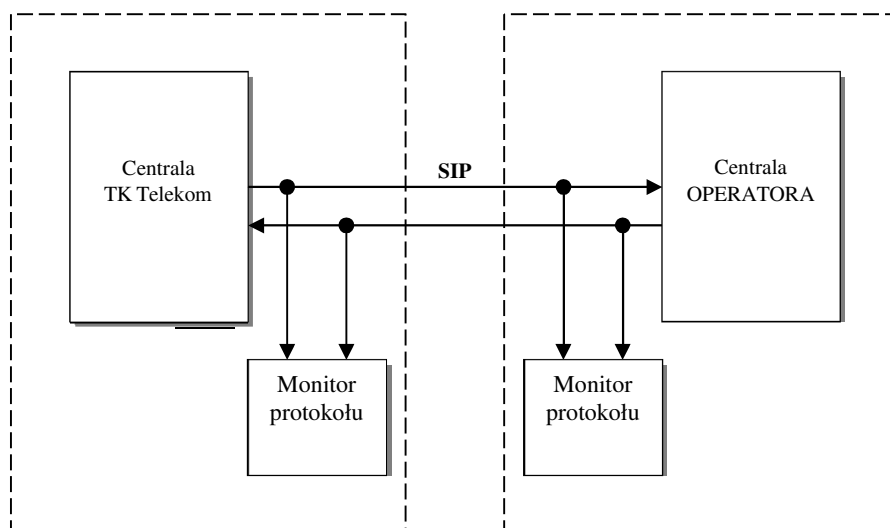 SIP
Centrala
TK Telekom
Centrala
OPERATORA
Monitor
protokołu
Monitor
protokołu